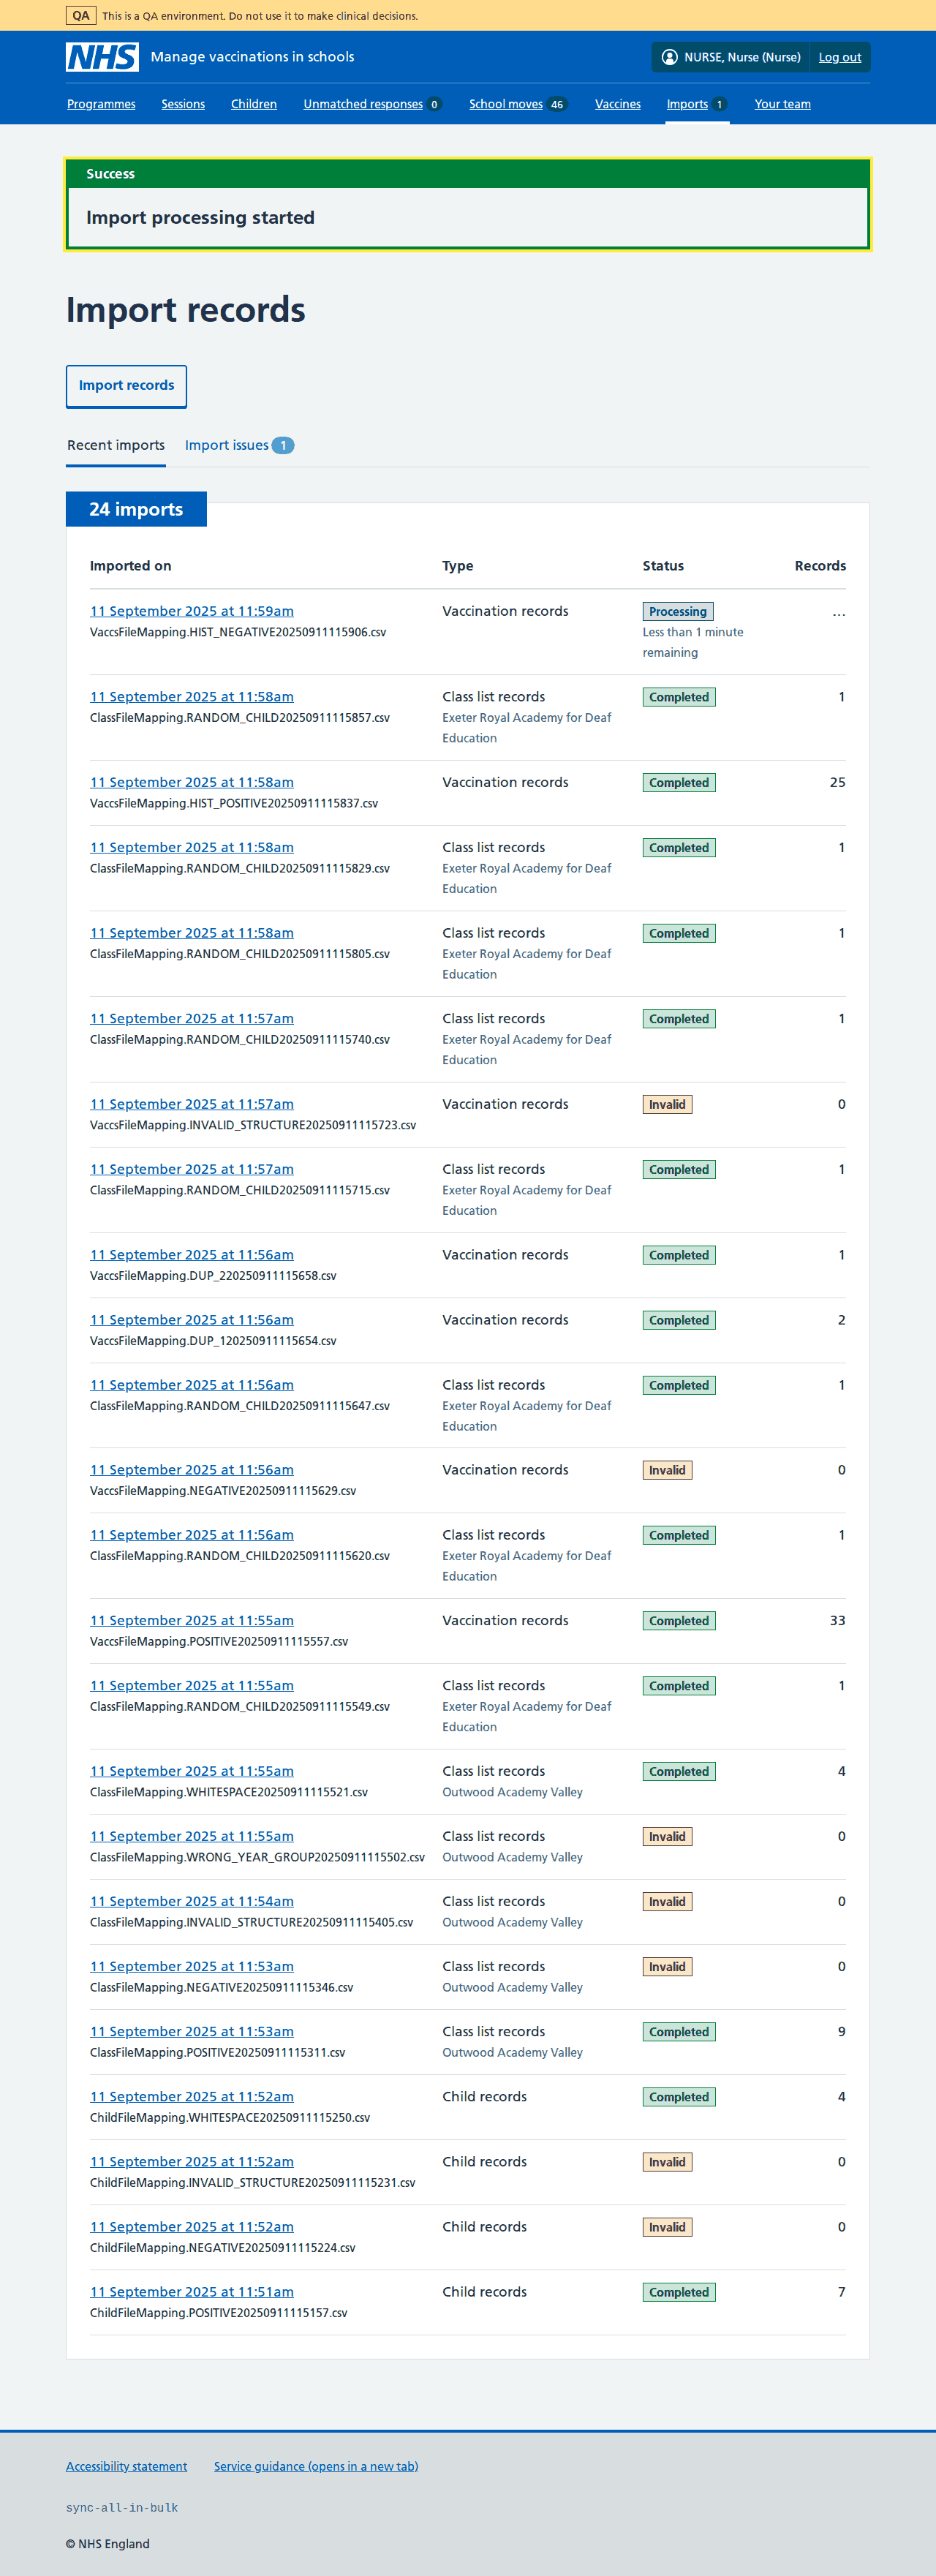 QA This is a QA environment. Do not use it to make clinical decisions.
NHS Manage vaccinations in schools NURSE, Nurse (Nurse) Log out
Programmes Sessions Children Unmatched responses 0 School moves 46 Vaccines Imports 1 Your team
Success
Import processing started
Import records
Import records
Recent imports Import issues 1
24 imports
Imported on Type Status Records
11 September 2025 at 11:59am Vaccination records Processing ...
VaccsFileMapping.HIST_NEGATIVE20250911115906.csv Less than 1 minute
remaining
11 September 2025 at 11:58am Class list records Completed 1
ClassFileMapping.RANDOM_CHILD20250911115857.csv Exeter Royal Academy for Deaf
Education
11 September 2025 at 11:58am Vaccination records Completed 25
VaccsFileMapping.HIST_POSITIVE20250911115837.csv
11 September 2025 at 11:58am Class list records Completed 1
ClassFileMapping.RANDOM_CHILD20250911115829.csv Exeter Royal Academy for Deaf
Education
11 September 2025 at 11:58am Class list records Completed 1
ClassFileMapping.RANDOM_CHILD20250911115805.csv Exeter Royal Academy for Deaf
Education
11 September 2025 at 11:57am Class list records Completed 1
ClassFileMapping.RANDOM_CHILD20250911115740.csv Exeter Royal Academy for Deaf
Education
11 September 2025 at 11:57am Vaccination records Invalid 0
VaccsFileMapping.INVALID_STRUCTURE20250911115723.csv
11 September 2025 at 11:57am Class list records Completed 1
ClassFileMapping.RANDOM_CHILD20250911115715.csv Exeter Royal Academy for Deaf
Education
11 September 2025 at 11:56am Vaccination records Completed 1
VaccsFileMapping.DUP_220250911115658.csv
11 September 2025 at 11:56am Vaccination records Completed 2
VaccsFileMapping.DUP_120250911115654.csv
11 September 2025 at 11:56am Class list records Completed 1
ClassFileMapping.RANDOM_CHILD20250911115647.csv Exeter Royal Academy for Deaf
Education
11 September 2025 at 11:56am Vaccination records Invalid 0
VaccsFileMapping.NEGATIVE20250911115629.csv
11 September 2025 at 11:56am Class list records Completed 1
ClassFileMapping.RANDOM_CHILD20250911115620.csv Exeter Royal Academy for Deaf
Education
11 September 2025 at 11:55am Vaccination records Completed 33
VaccsFileMapping.POSITIVE20250911115557.csv
11 September 2025 at 11:55am Class list records Completed 1
ClassFileMapping.RANDOM_CHILD20250911115549.csv Exeter Royal Academy for Deaf
Education
11 September 2025 at 11:55am Class list records Completed 4
ClassFileMapping.WHITESPACE20250911115521.csv Outwood Academy Valley
11 September 2025 at 11:55am Class list records Invalid 0
ClassFileMapping.WRONG_YEAR_GROUP20250911115502.csv Outwood Academy Valley
11 September 2025 at 11:54am Class list records Invalid 0
ClassFileMapping.INVALID_STRUCTURE20250911115405.csv Outwood Academy Valley
11 September 2025 at 11:53am Class list records Invalid 0
ClassFileMapping.NEGATIVE20250911115346.csv Outwood Academy Valley
11 September 2025 at 11:53am Class list records Completed 9
ClassFileMapping.POSITIVE20250911115311.csv Outwood Academy Valley
11 September 2025 at 11:52am Child records Completed 4
ChildFileMapping.WHITESPACE20250911115250.csv
11 September 2025 at 11:52am Child records Invalid 0
ChildFileMapping.INVALID_STRUCTURE20250911115231.csv
11 September 2025 at 11:52am Child records Invalid 0
ChildFileMapping.NEGATIVE20250911115224.csv
11 September 2025 at 11:51am Child records Completed 7
ChildFileMapping.POSITIVE20250911115157.csv
Accessibility statement Service guidance (opens in a new tab)
sync-all-in-bulk
© NHS England